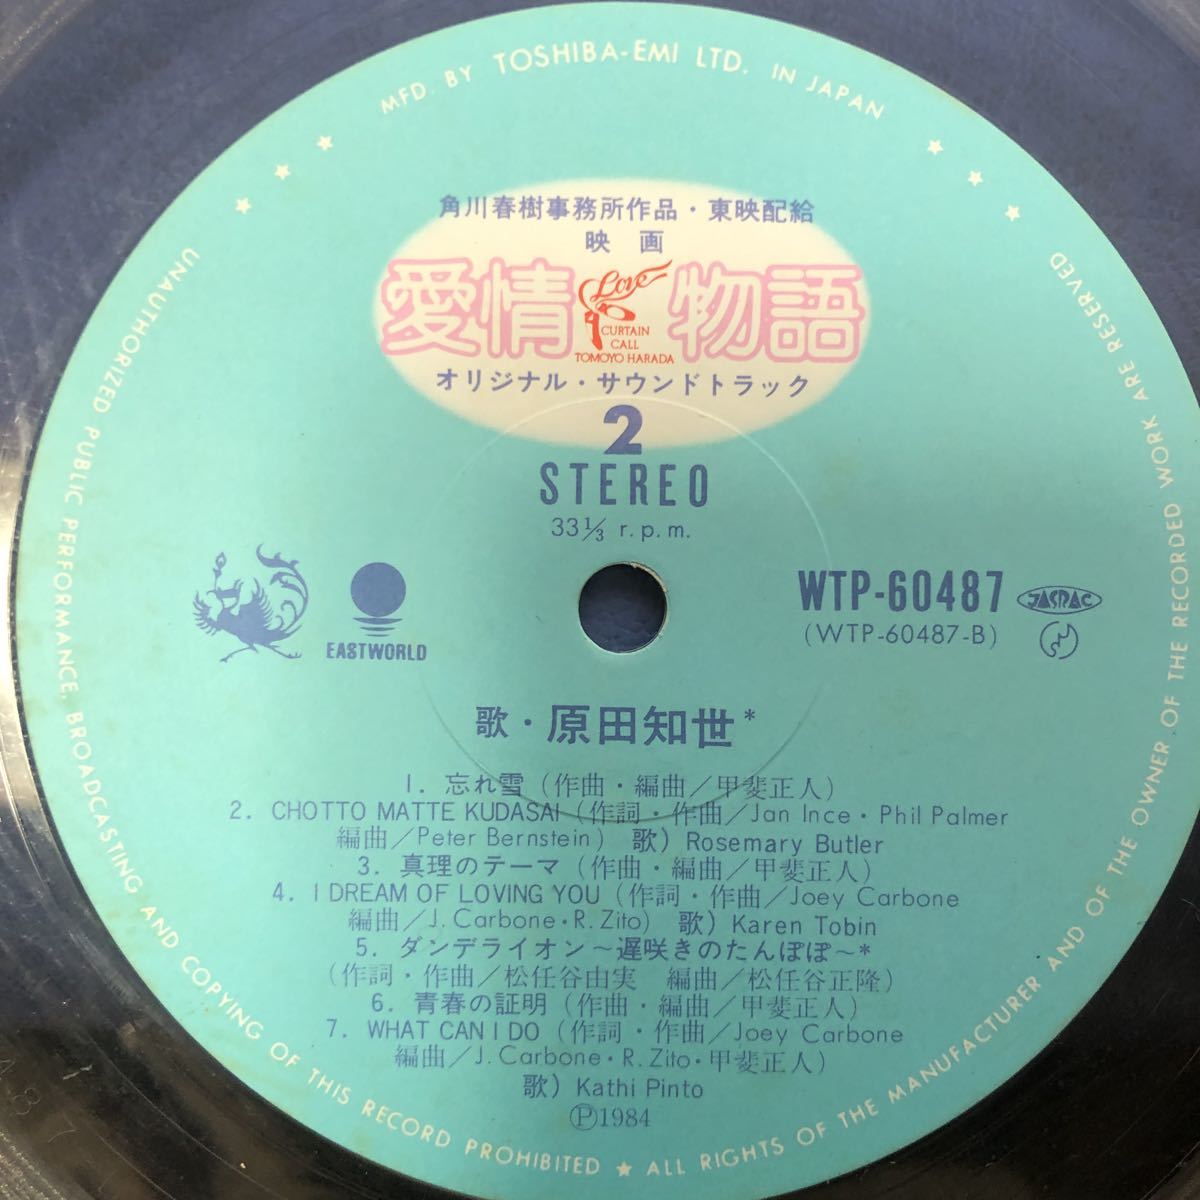 MFD. BY TOSHIBA-EMI LTD. IN JAPAN
角川春樹事務所作品・東映配給
映 画
愛情物語
Love
CURTAIN
CALL
TOMOYO HARADA
オリジナル・サウンドトラック
2
STEREO
33 1/3 r.p.m.
EASTWORLD
WTP-60487
JASRAC
(WTP-60487-B)
歌・原田知世*
1. 忘れ雪(作曲・編曲/甲斐正人)
2. CHOTTO MATTE KUDASAI(作詞・作曲/Jan Ince・Phil Palmer
編曲/Peter Bernstein) 歌)Rosemary Butler
3. 真理のテーマ(作曲・編曲/甲斐正人)
4. I DREAM OF LOVING YOU(作詞・作曲/Joey Carbone
編曲/J. Carbone・R. Zito) 歌)Karen Tobin
5. ダンデライオン〜遅咲きのたんぽぽ〜*
(作詞・作曲/松任谷由実 編曲/松任谷正隆)
6. 青春の証明(作曲・編曲/甲斐正人)
7. WHAT CAN I DO (作詞・作曲/Joey Carbone
編曲/J. Carbone・R. Zito・甲斐正人)
歌)Kathi Pinto
Ⓟ1984
UNAUTHORIZED PUBLIC PERFORMANCE, BROADCASTING AND COPYING OF THIS RECORD PROHIBITED ★ ALL RIGHTS OF THE MANUFACTURER AND OF THE OWNER OF THE RECORDED WORK ARE RESERVED